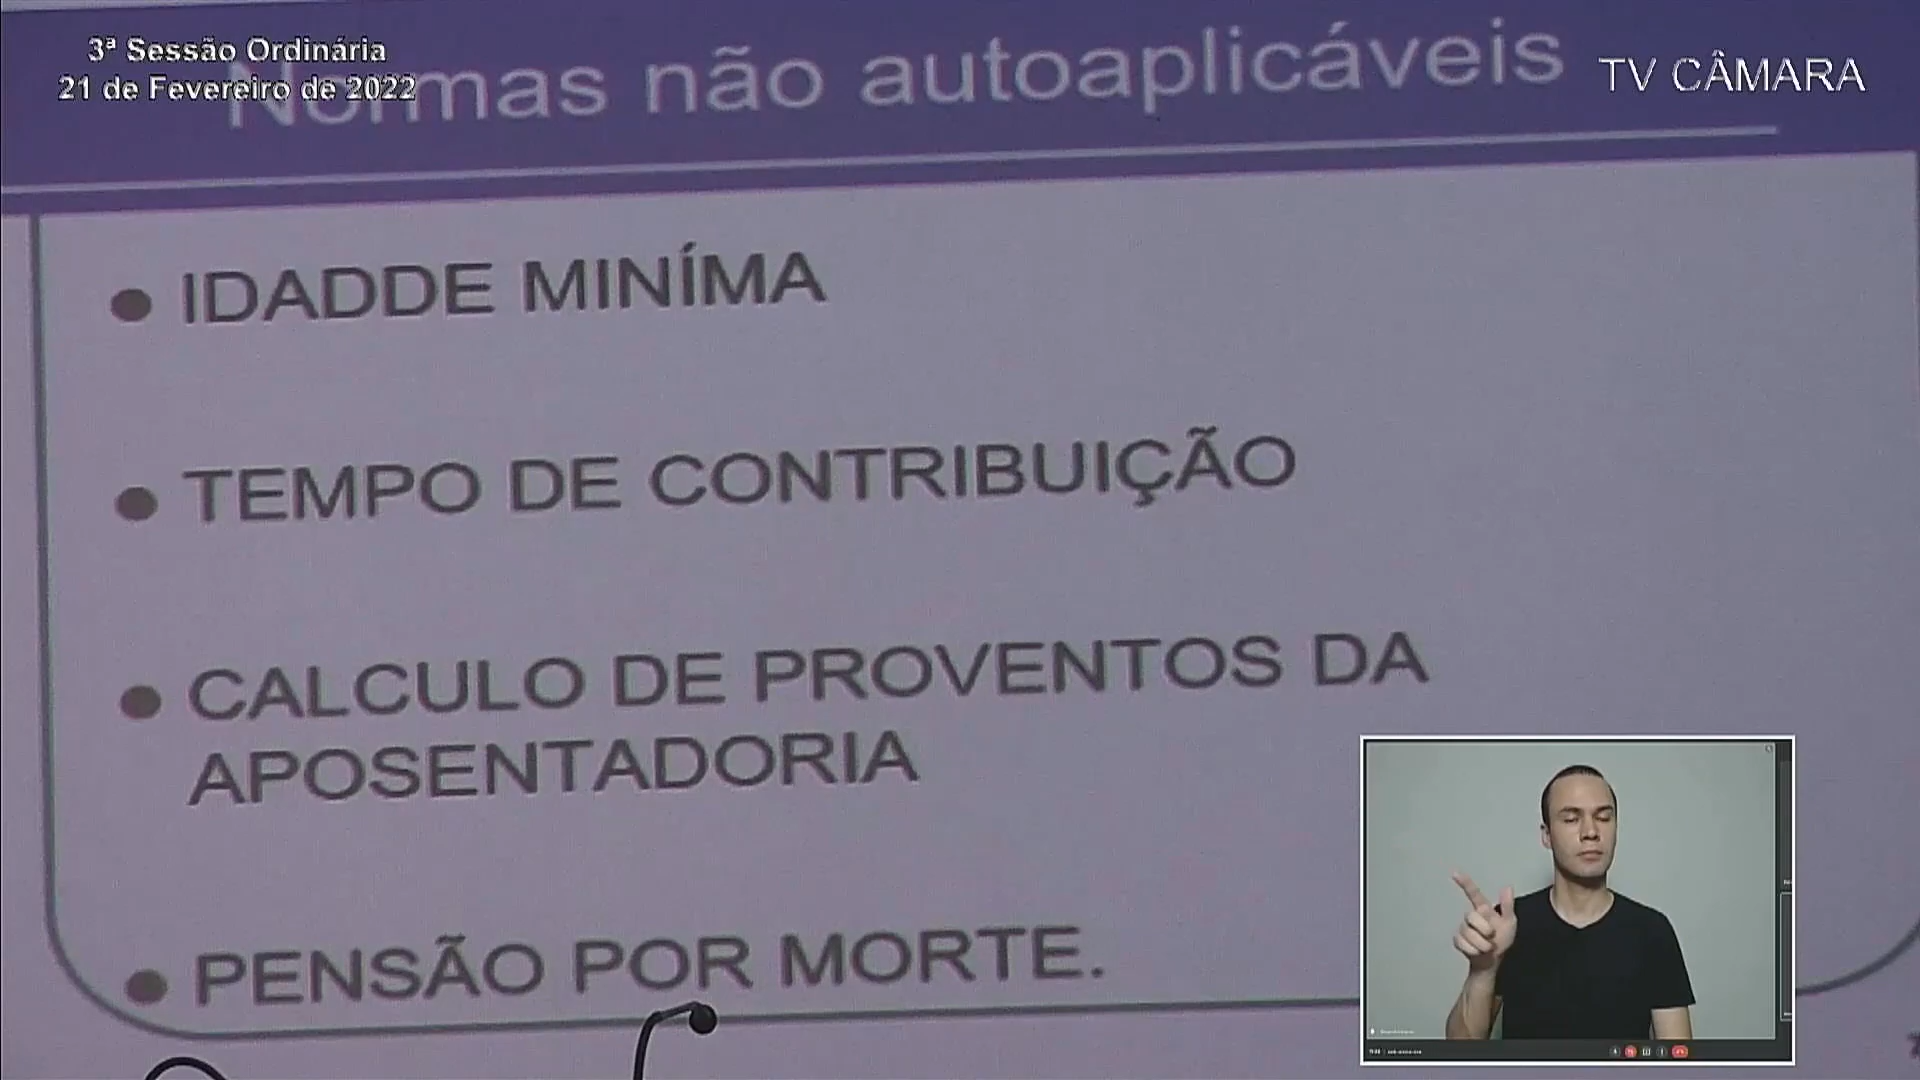 3ª Sessão Ordinária
21 de Fevereiro de 2022
Normas não autoaplicáveis
TV CÂMARA
IDADDE MINÍMA
TEMPO DE CONTRIBUIÇÃO
CALCULO DE PROVENTOS DA
APOSENTADORIA
PENSÃO POR MORTE.